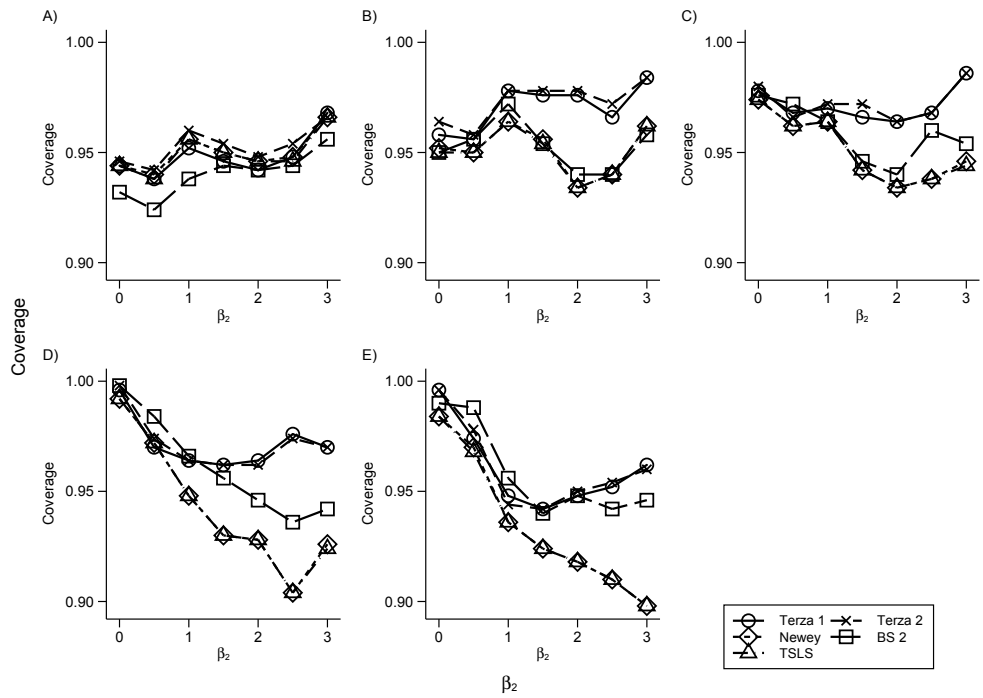 A)
B)
C)
1.00
0.95
0.90
Coverage
0 1 2 3
β₂
1.00
0.95
0.90
Coverage
0 1 2 3
β₂
1.00
0.95
0.90
Coverage
0 1 2 3
β₂
Coverage
D)
E)
1.00
0.95
0.90
Coverage
0 1 2 3
β₂
1.00
0.95
0.90
Coverage
0 1 2 3
β₂
β₂
Terza 1 Terza 2
Newey BS 2
TSLS